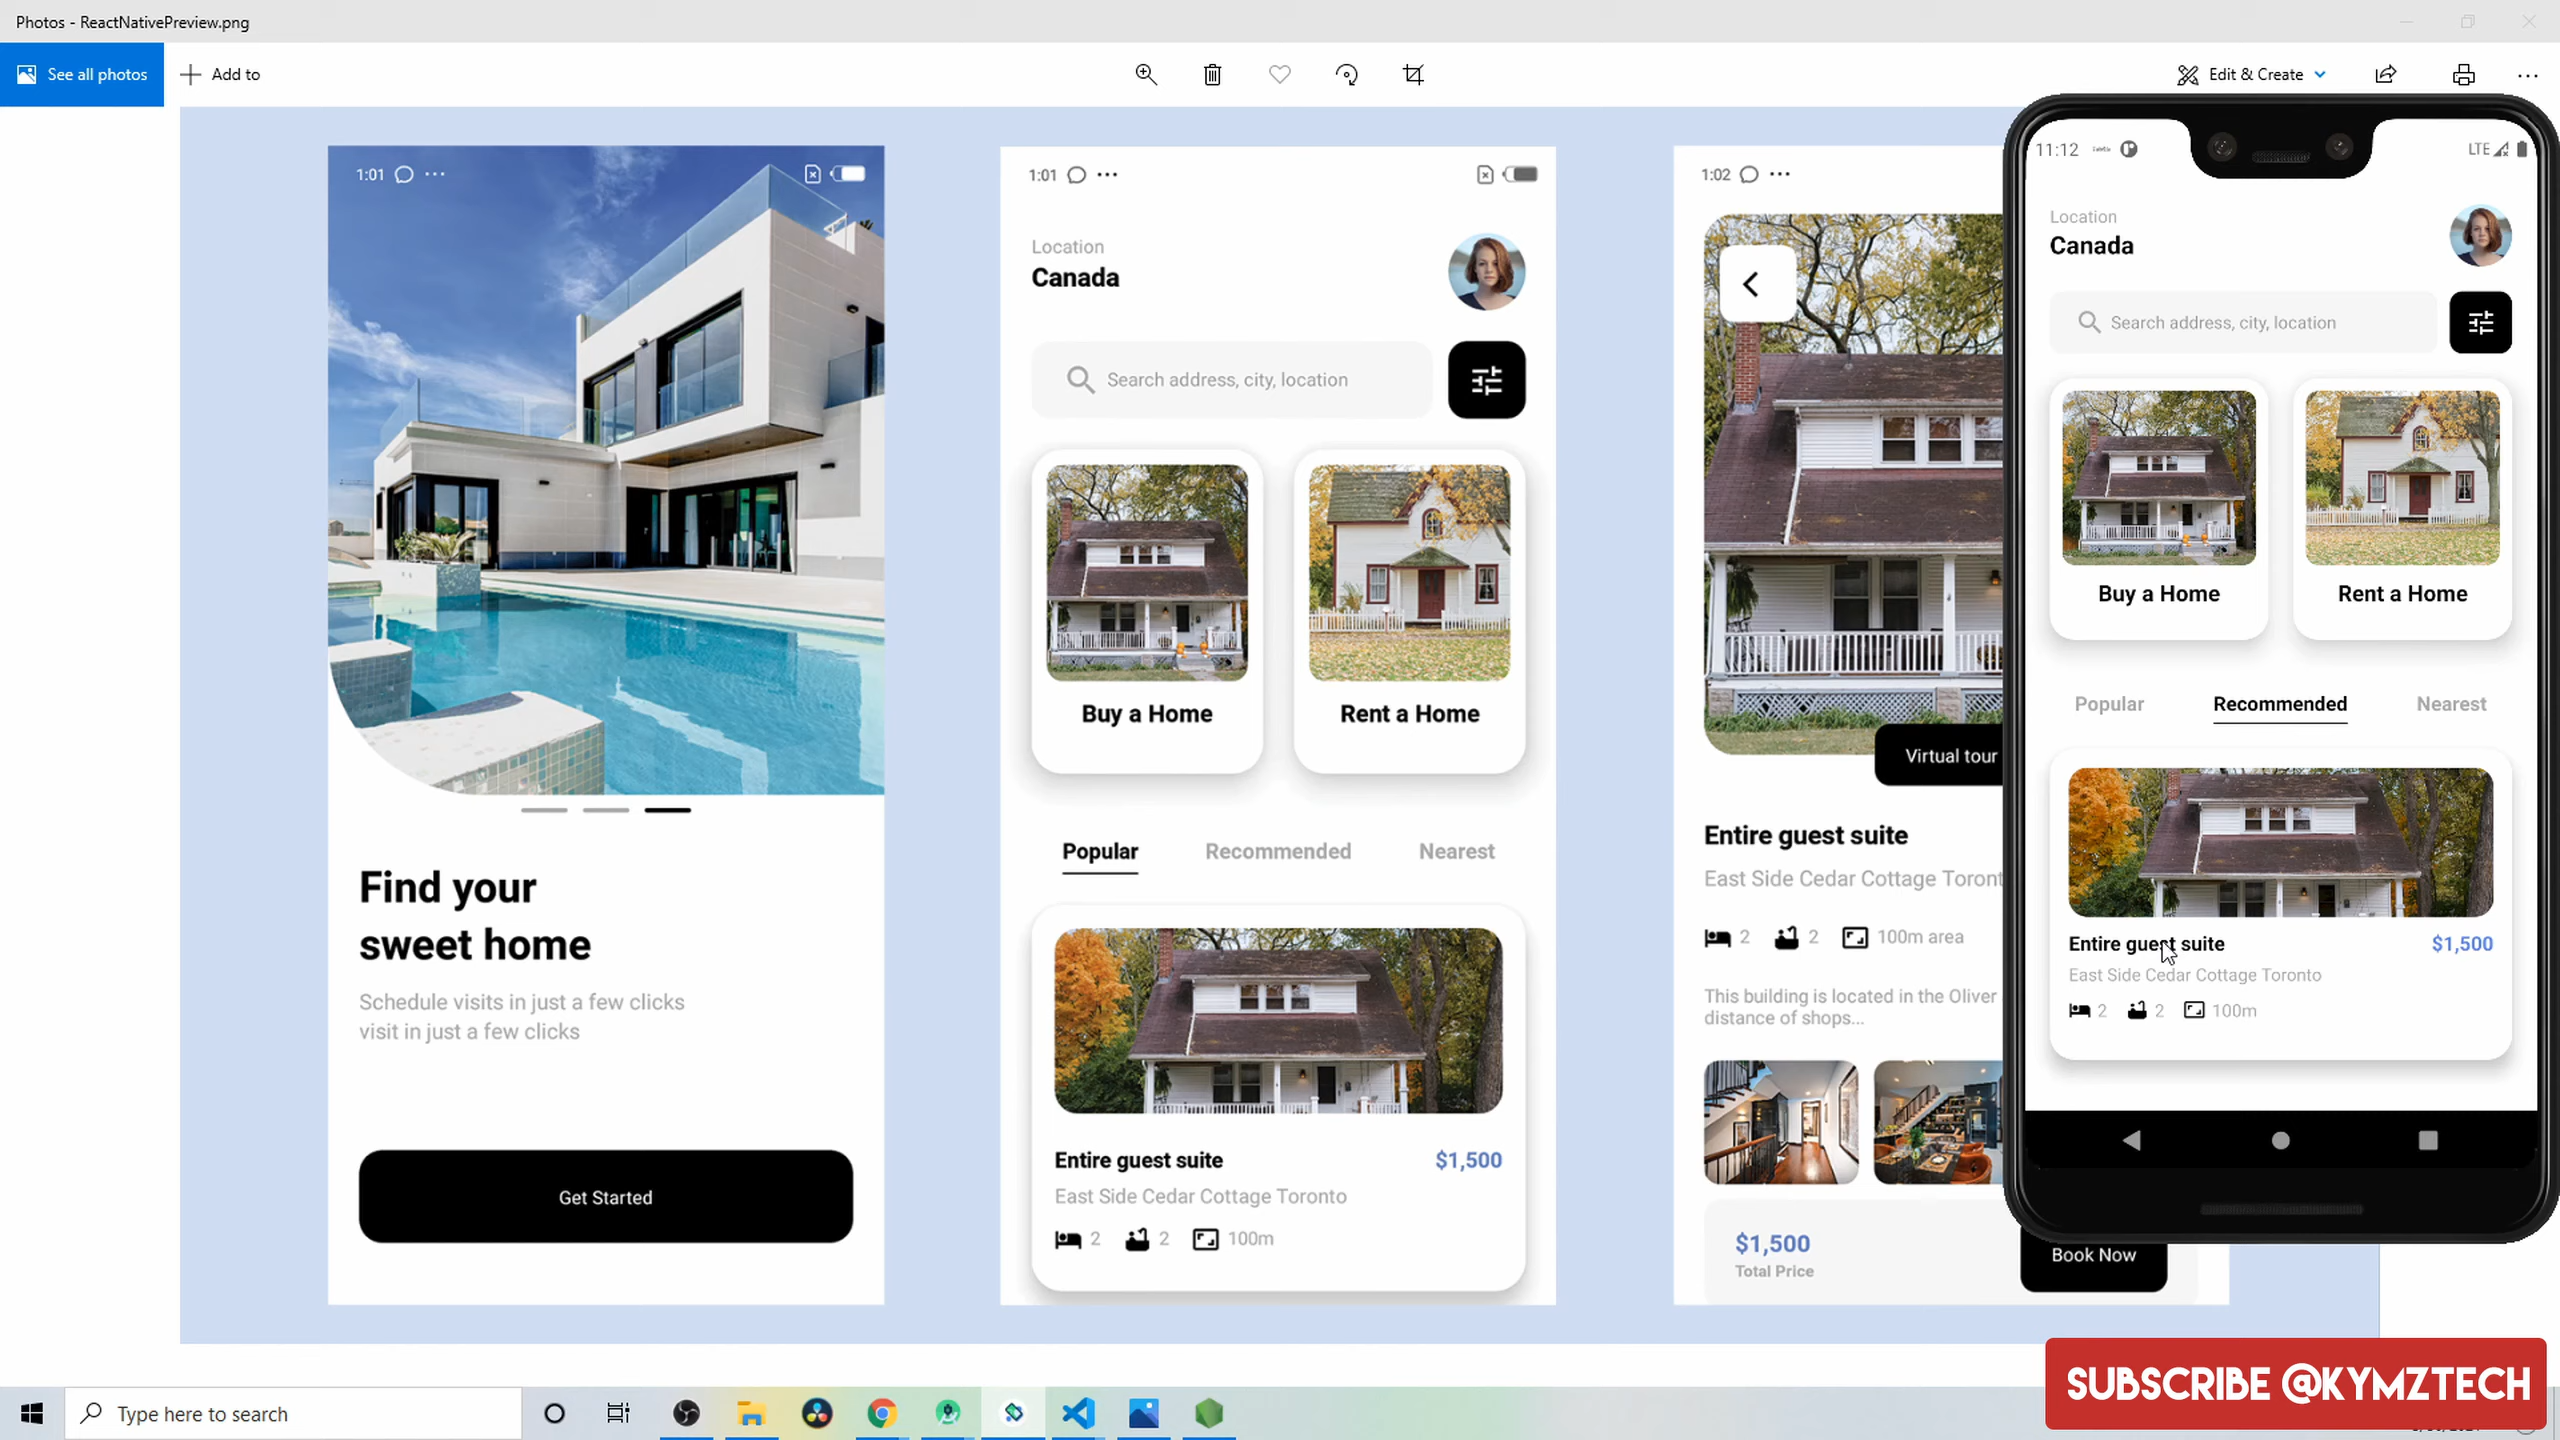 Photos - ReactNativePreview.png
See all photos
Add to
Edit & Create
1:01
Find your
sweet home
Schedule visits in just a few clicks
visit in just a few clicks
Get Started
1:01
Location
Canada
Search address, city, location
Buy a Home
Rent a Home
Popular Recommended Nearest
Entire guest suite $1,500
East Side Cedar Cottage Toronto
2 2 100m
1:02
Virtual tour
Entire guest suite
East Side Cedar Cottage Toront
2 2 100m area
This building is located in the Oliver
distance of shops...
$1,500
Total Price
Book Now
11:12
LTE
Location
Canada
Search address, city, location
Buy a Home
Rent a Home
Popular Recommended Nearest
Entire guest suite $1,500
East Side Cedar Cottage Toronto
2 2 100m
SUBSCRIBE @KYMZTECH
Type here to search